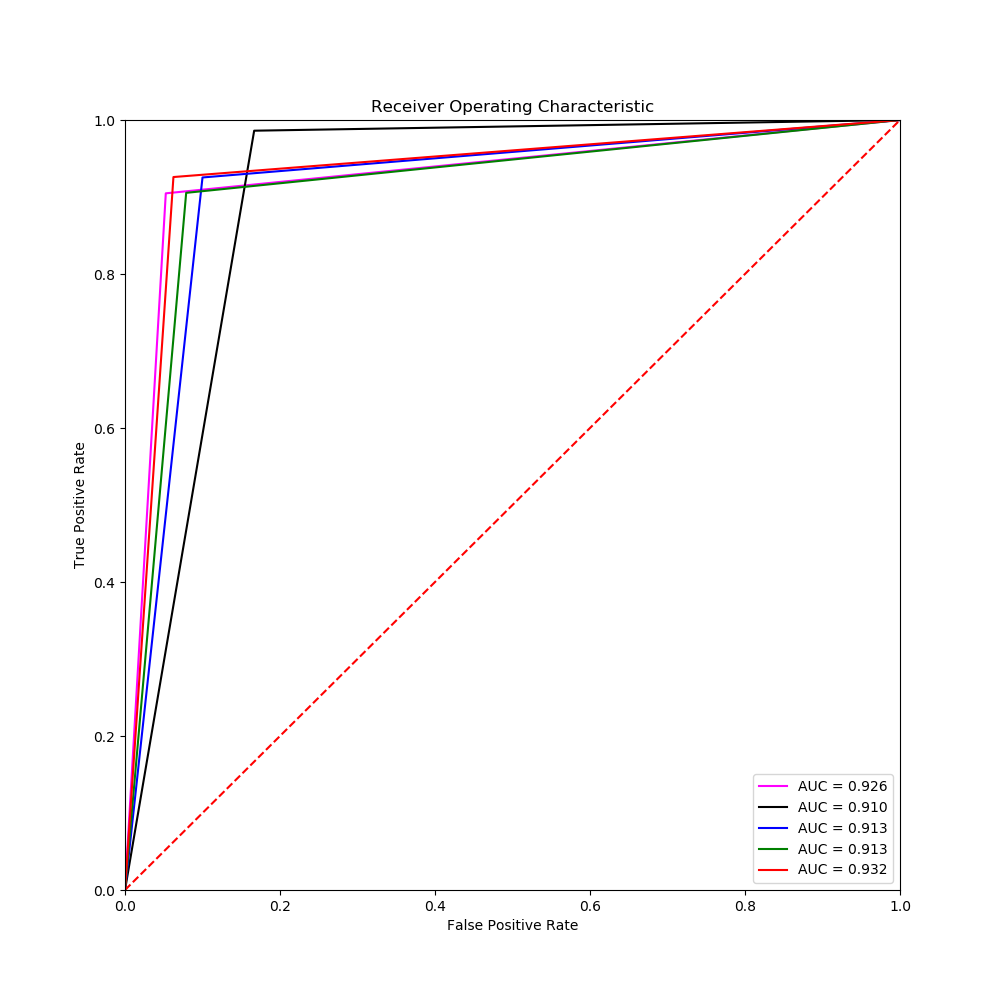 Receiver Operating Characteristic
1.0
0.8
0.6
0.4
0.2
0.0
True Positive Rate
0.0 0.2 0.4 0.6 0.8 1.0
False Positive Rate
AUC = 0.926
AUC = 0.910
AUC = 0.913
AUC = 0.913
AUC = 0.932